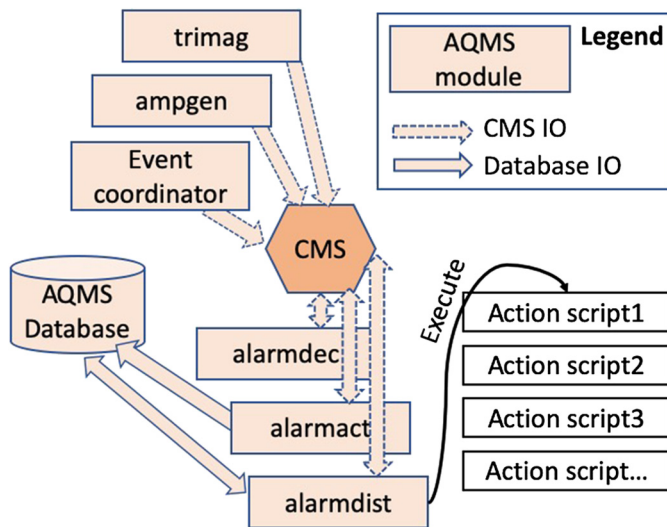 trimag
ampgen
Event
coordinator
CMS
AQMS
Database
alarmdec
alarmact
alarmdist
Legend
AQMS
module
CMS IO
Database IO
Execute
Action script1
Action script2
Action script3
Action script...